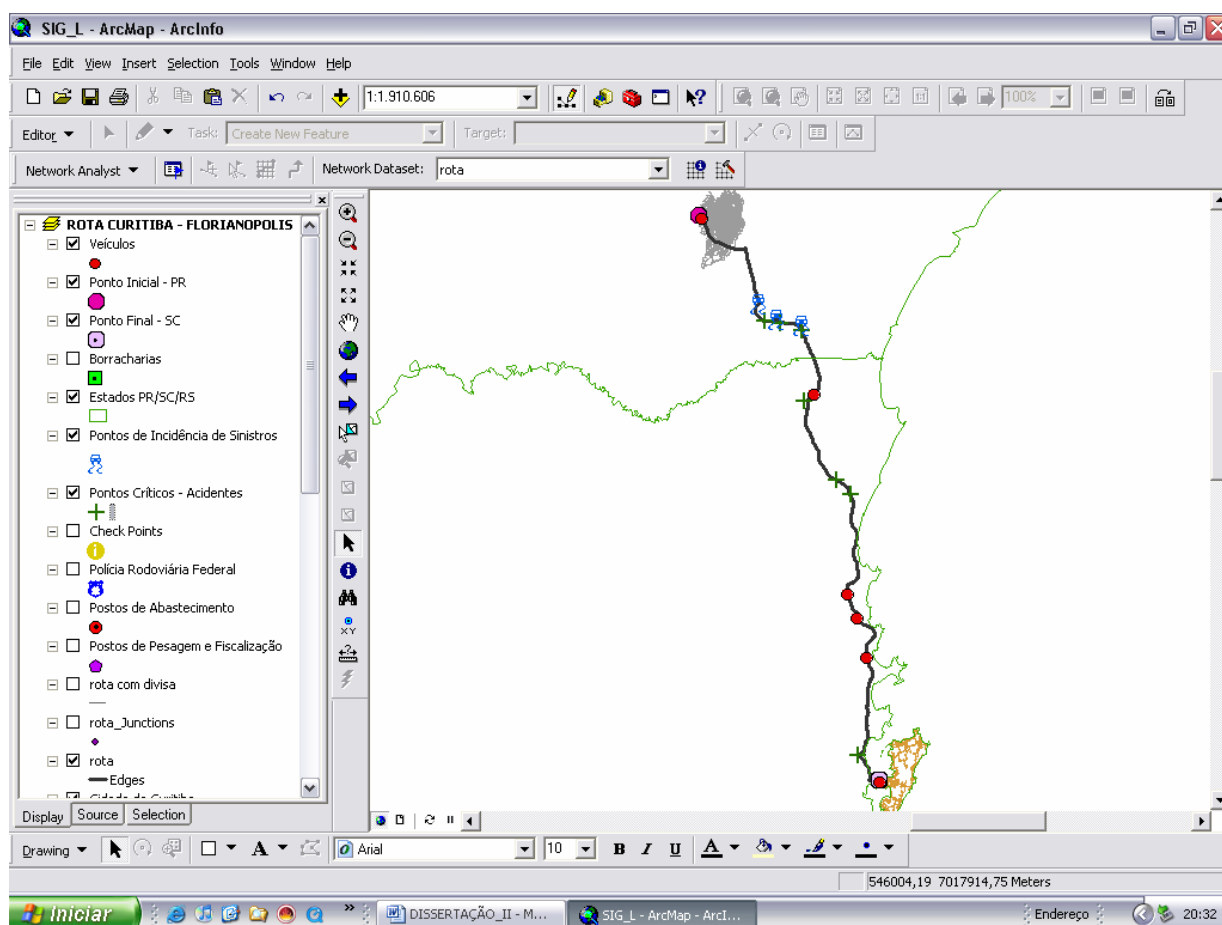 SIG_L - ArcMap - ArcInfo
File Edit View Insert Selection Tools Window Help
1:1.910.606
100%
Editor Task: Create New Feature Target:
Network Analyst Network Dataset: rota
ROTA CURITIBA - FLORIANOPOLIS
Veículos
Ponto Inicial - PR
Ponto Final - SC
Borracharias
Estados PR/SC/RS
Pontos de Incidência de Sinistros
Pontos Críticos - Acidentes
Check Points
Polícia Rodoviária Federal
Postos de Abastecimento
Postos de Pesagem e Fiscalização
rota com divisa
rota_Junctions
rota
Edges
Cidade de Curitiba
Display Source Selection
Drawing A Arial 10 B I U A
546004,19 7017914,75 Meters
Iniciar » DISSERTAÇÃO_II - M... SIG_L - ArcMap - ArcI... Endereço 20:32